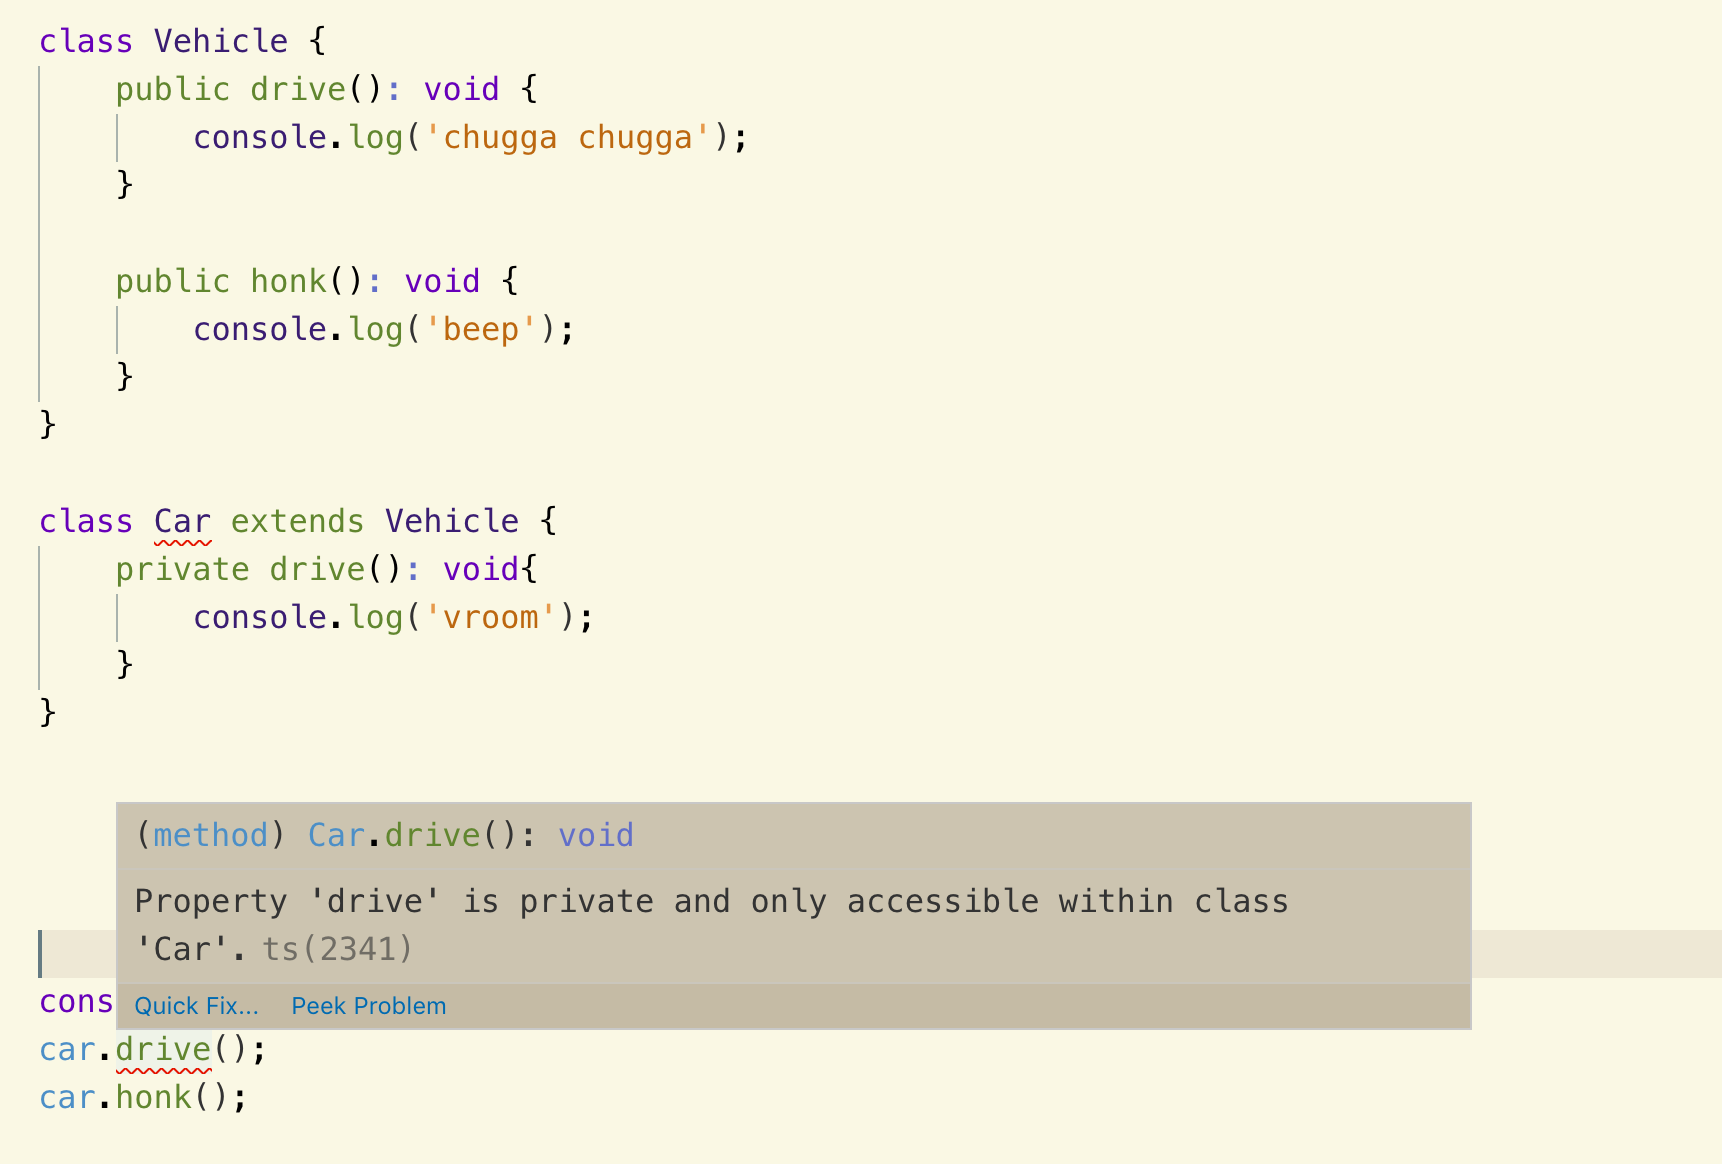 class Vehicle {
public drive(): void {
console.log('chugga chugga');
}
public honk(): void {
console.log('beep');
}
}
class Car extends Vehicle {
private drive(): void{
console.log('vroom');
}
}
(method) Car.drive(): void
Property 'drive' is private and only accessible within class
'Car'. ts(2341)
cons
Quick Fix... Peek Problem
car.drive();
car.honk();